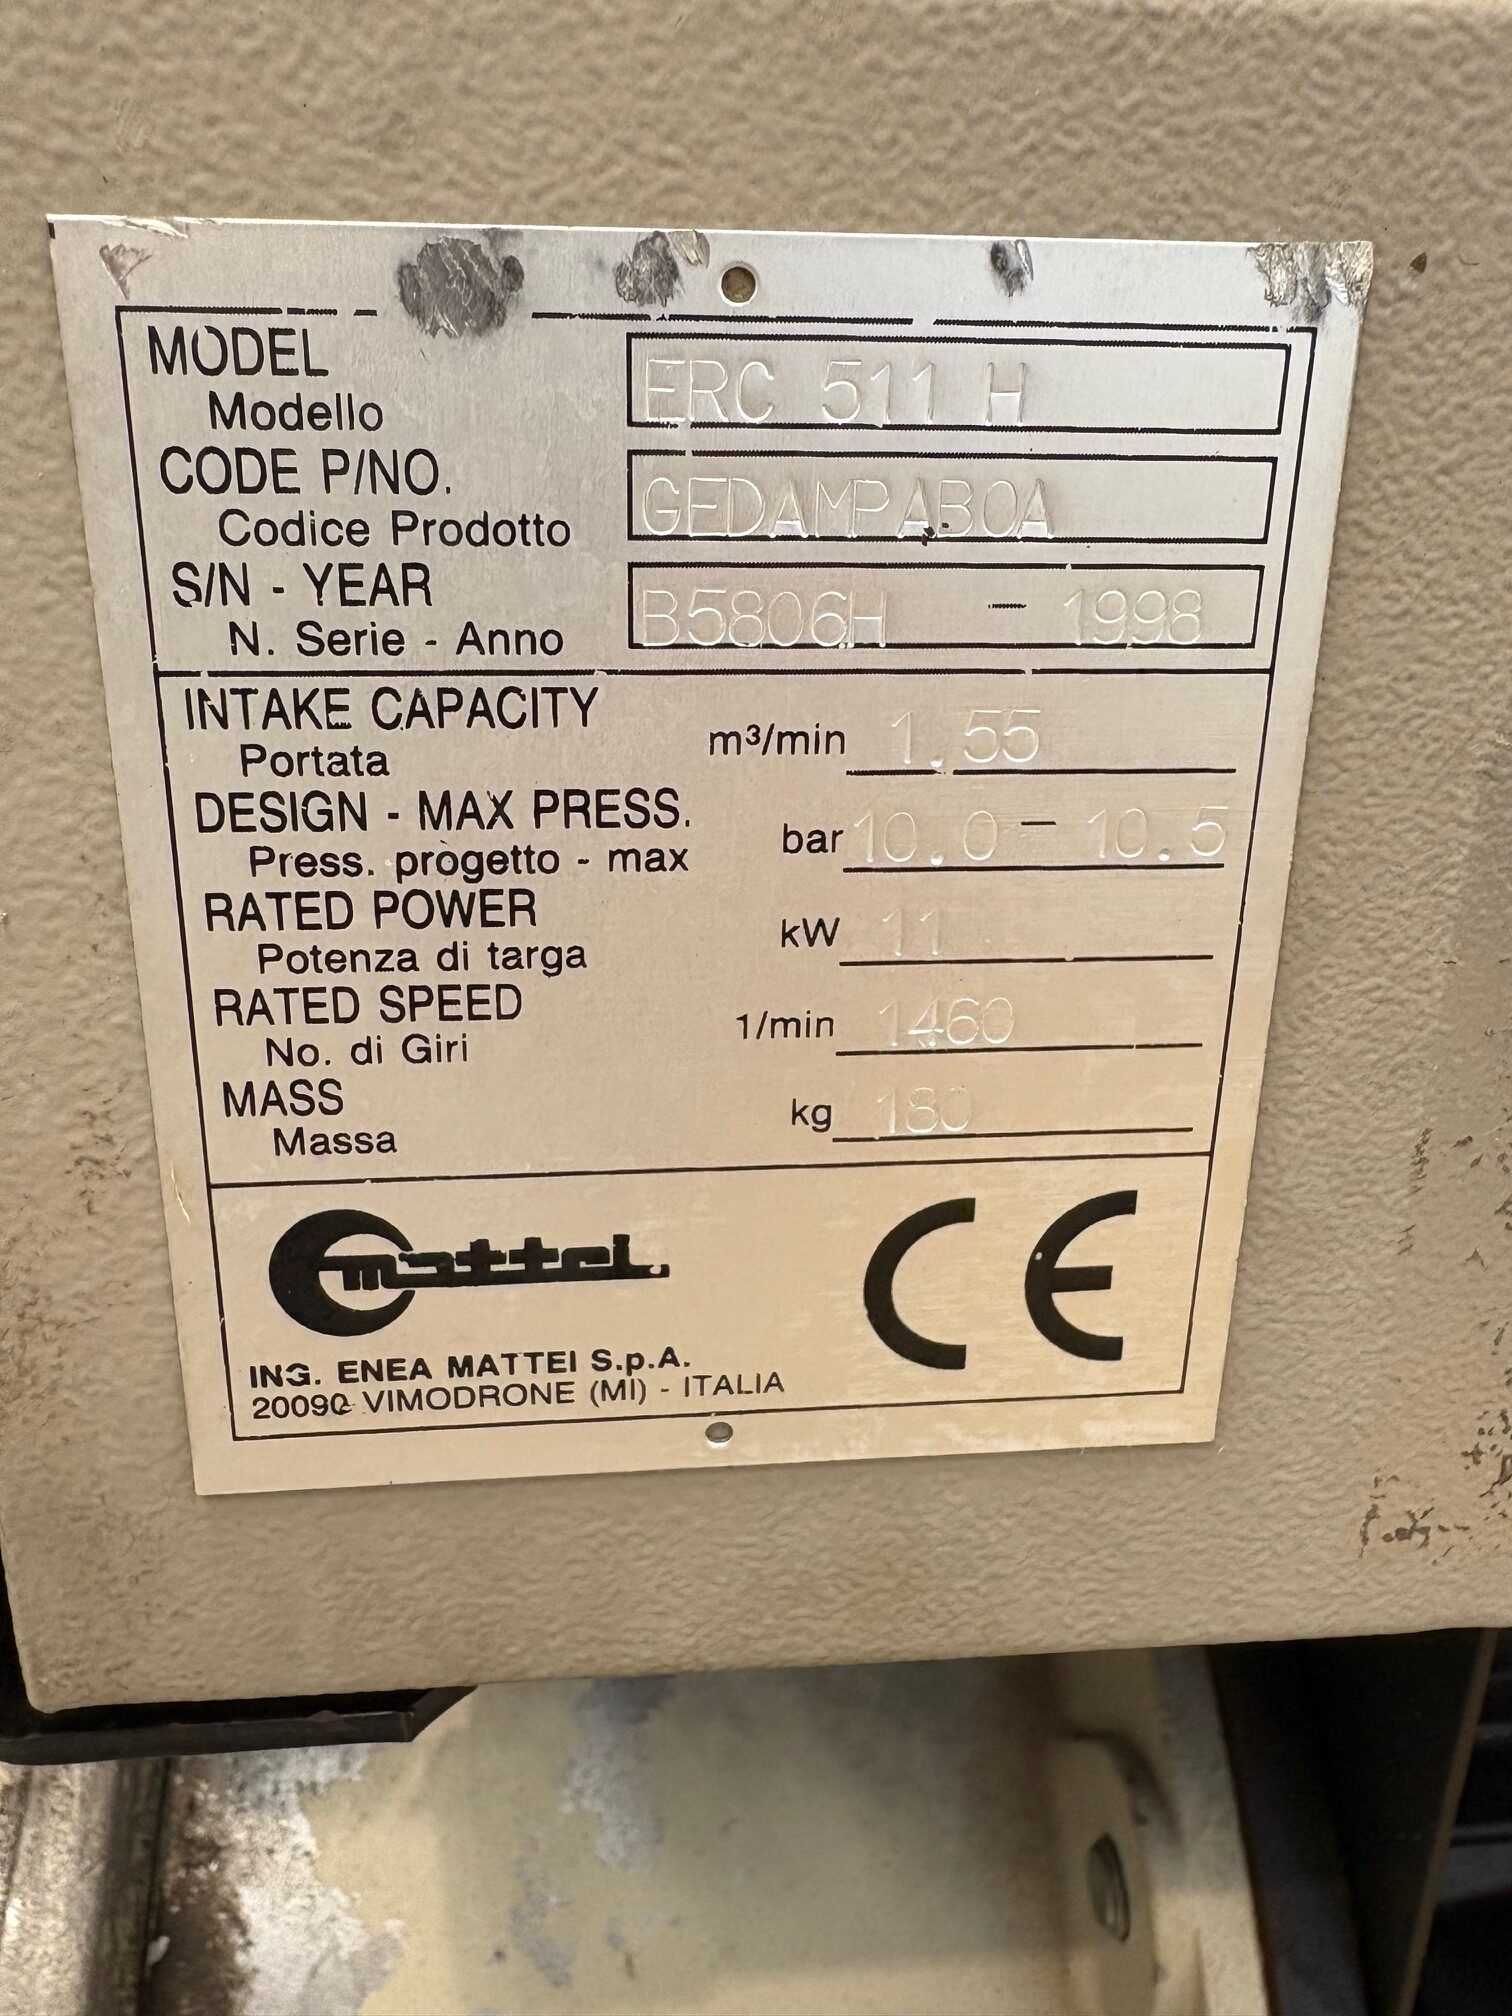 MODEL ERC 511 H
Modello
CODE P/NO. GEDAMPAB0A
Codice Prodotto
S/N - YEAR B5806H - 1998
N. Serie - Anno
INTAKE CAPACITY m³/min 1.55
Portata
DESIGN - MAX PRESS. bar 10.0 - 10.5
Press. progetto - max
RATED POWER kW 11
Potenza di targa
RATED SPEED 1/min 1460
No. di Giri
MASS kg 180
Massa
mattei CE
ING. ENEA MATTEI S.p.A.
20090 VIMODRONE (MI) - ITALIA